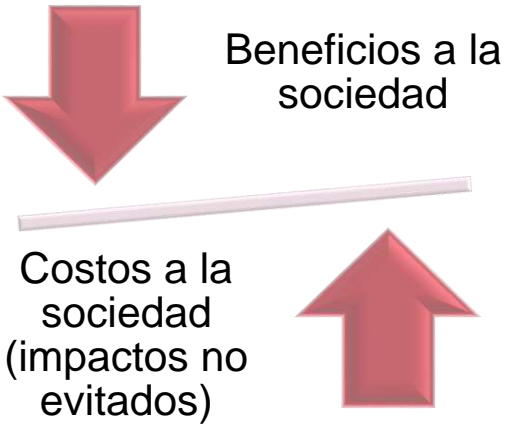 Beneficios a la
sociedad
Costos a la
sociedad
(impactos no
evitados)